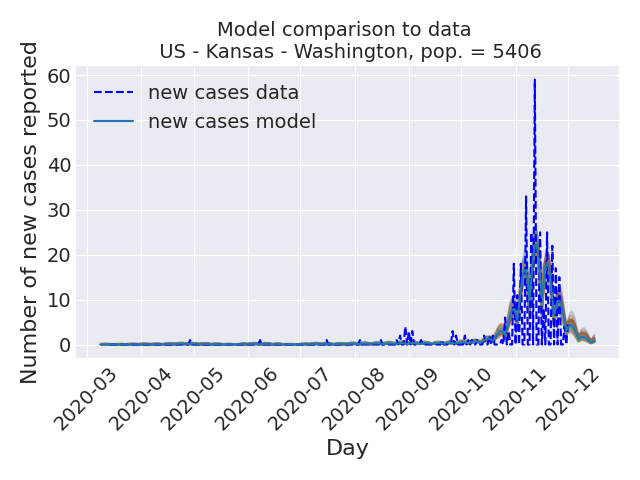 Model comparison to data
US - Kansas - Washington, pop. = 5406
Number of new cases reported
60
50
40
30
20
10
0
new cases data
new cases model
2020-03
2020-04
2020-05
2020-06
2020-07
2020-08
2020-09
2020-10
2020-11
2020-12
Day